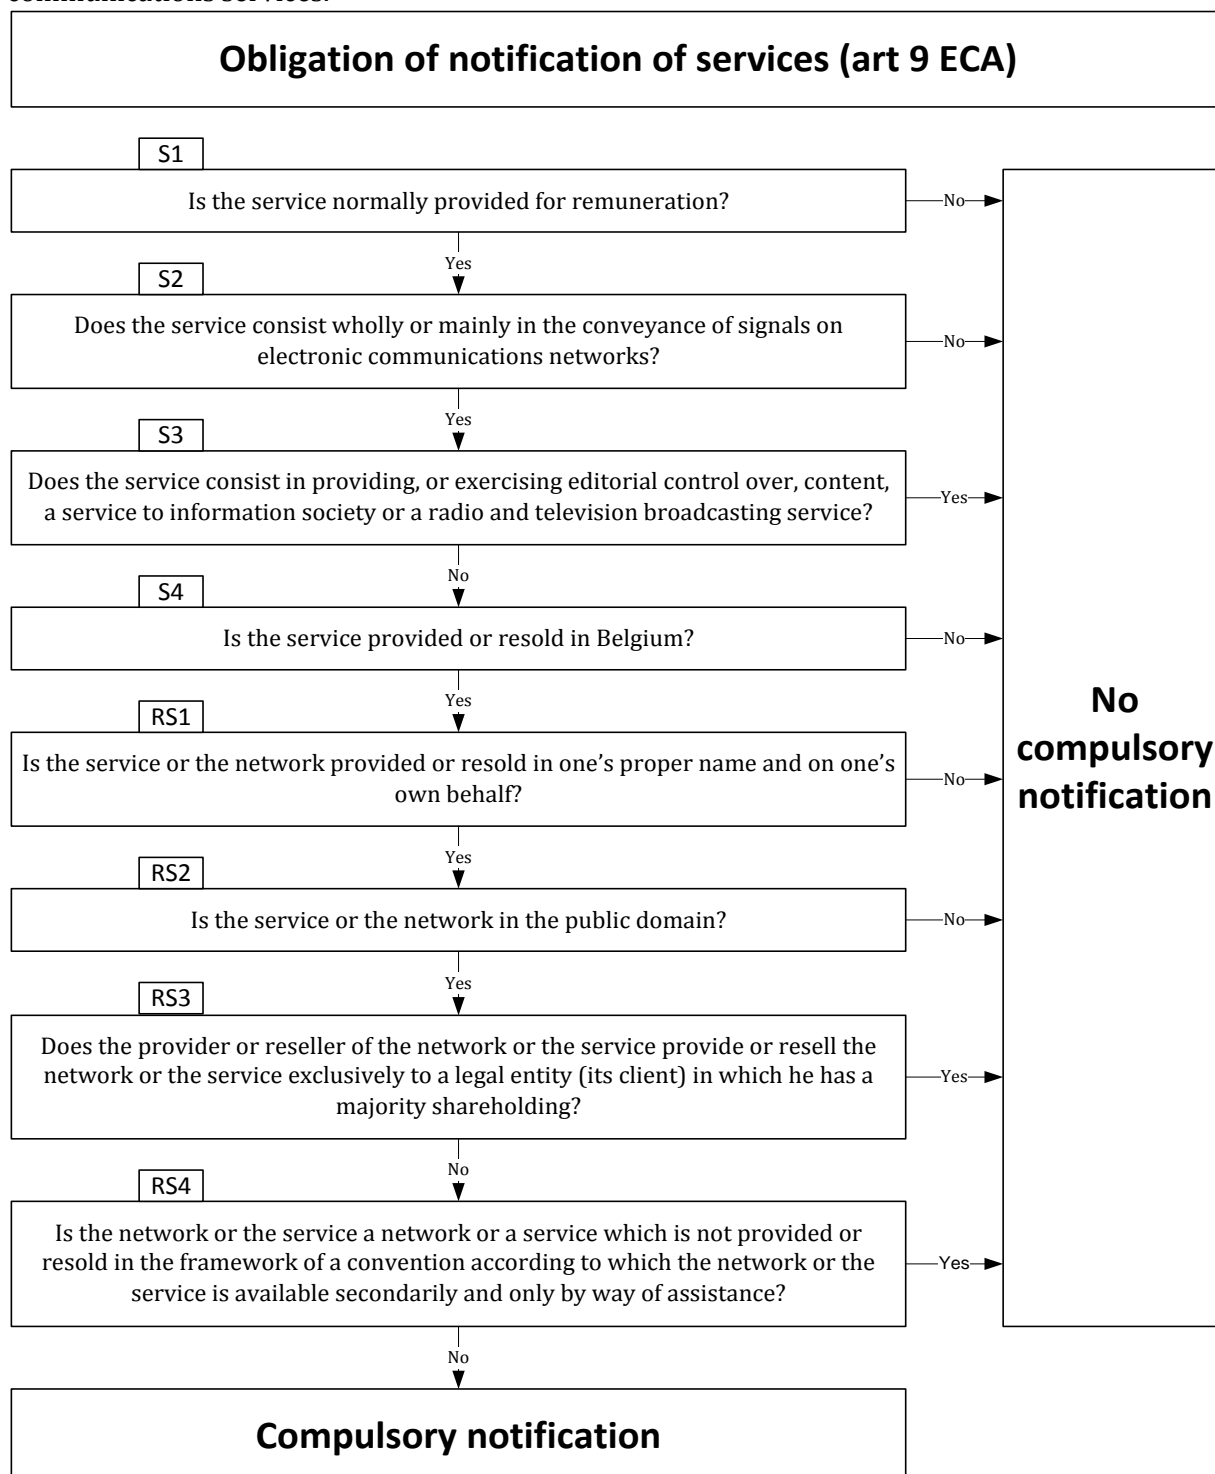 Obligation of notification of services (art 9 ECA)
S1
Is the service normally provided for remuneration?
No
Yes
S2
Does the service consist wholly or mainly in the conveyance of signals on
electronic communications networks?
No
Yes
S3
Does the service consist in providing, or exercising editorial control over, content,
a service to information society or a radio and television broadcasting service?
Yes
No
S4
Is the service provided or resold in Belgium?
No
Yes
RS1
Is the service or the network provided or resold in one’s proper name and on one’s
own behalf?
No
Yes
RS2
Is the service or the network in the public domain?
No
Yes
RS3
Does the provider or reseller of the network or the service provide or resell the
network or the service exclusively to a legal entity (its client) in which he has a
majority shareholding?
Yes
No
RS4
Is the network or the service a network or a service which is not provided or
resold in the framework of a convention according to which the network or the
service is available secondarily and only by way of assistance?
Yes
No
No
compulsory
notification
Compulsory notification